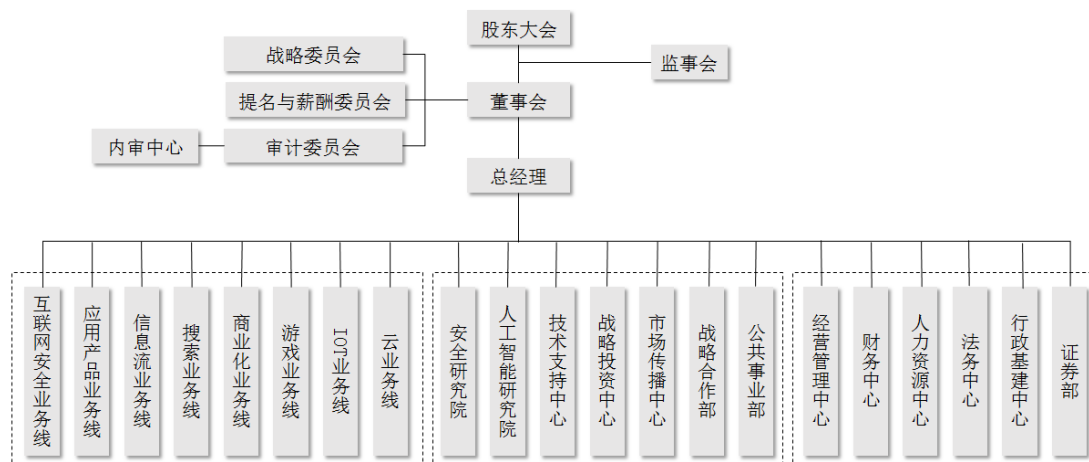 股东大会
战略委员会
监事会
提名与薪酬委员会
董事会
内审中心
审计委员会
总经理
互联网安全业务线
应用产品业务线
信息流业务线
搜索业务线
商业化业务线
游戏业务线
IOT业务线
云业务线
安全研究院
人工智能研究院
技术支持中心
战略投资中心
市场传播中心
战略合作部
公共事业部
经营管理中心
财务中心
人力资源中心
法务中心
行政基建中心
证券部